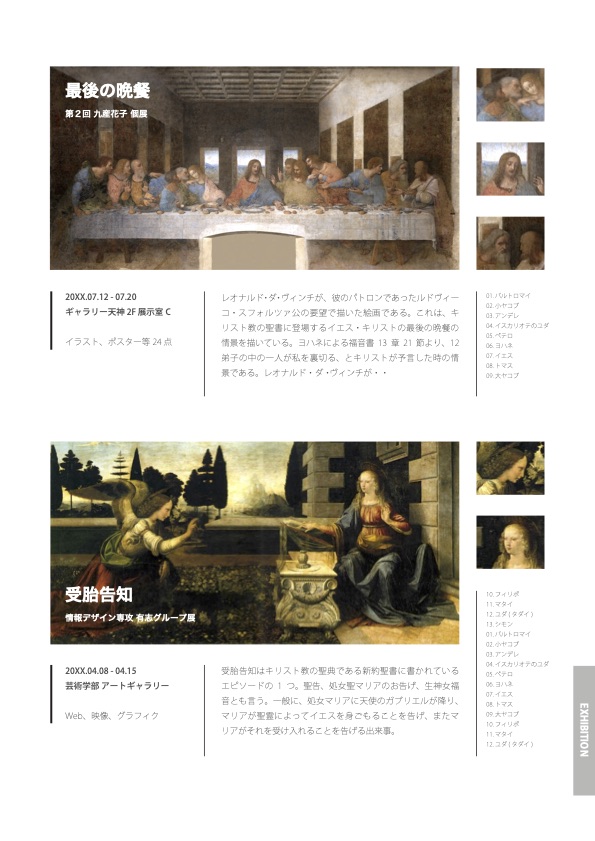 最後の晩餐
第２回 九産花子 個展
20XX.07.12 - 07.20
ギャラリー天神 2F 展示室 C
イラスト、ポスター等 24 点
レオナルド・ダ・ヴィンチが、彼のパトロンであったルドヴィー
コ・スフォルツァ公の要望で描いた絵画である。これは、キ
リスト教の聖書に登場するイエス・キリストの最後の晩餐の
情景を描いている。ヨハネによる福音書 13 章 21 節より、12
弟子の中の一人が私を裏切る、とキリストが予言した時の情
景である。レオナルド・ダ・ヴィンチが・・
01. バルトロマイ
02. 小ヤコブ
03. アンデレ
04. イスカリオテのユダ
05. ペテロ
06. ヨハネ
07. イエス
08. トマス
09. 大ヤコブ
受胎告知
情報デザイン専攻 有志グループ展
20XX.04.08 - 04.15
芸術学部 アートギャラリー
Web、映像、グラフィク
受胎告知はキリスト教の聖典である新約聖書に書かれている
エピソードの 1 つ。聖告、処女聖マリアのお告げ、生神女福
音とも言う。一般に、処女マリアに天使のガブリエルが降り、
マリアが聖霊によってイエスを身ごもることを告げ、またマ
リアがそれを受け入れることを告げる出来事。
10. フィリポ
11. マタイ
12. ユダ ( タダイ )
13. シモン
01. バルトロマイ
02. 小ヤコブ
03. アンデレ
04. イスカリオテのユダ
05. ペテロ
06. ヨハネ
07. イエス
08. トマス
09. 大ヤコブ
10. フィリポ
11. マタイ
12. ユダ ( タダイ )
EXHIBITION